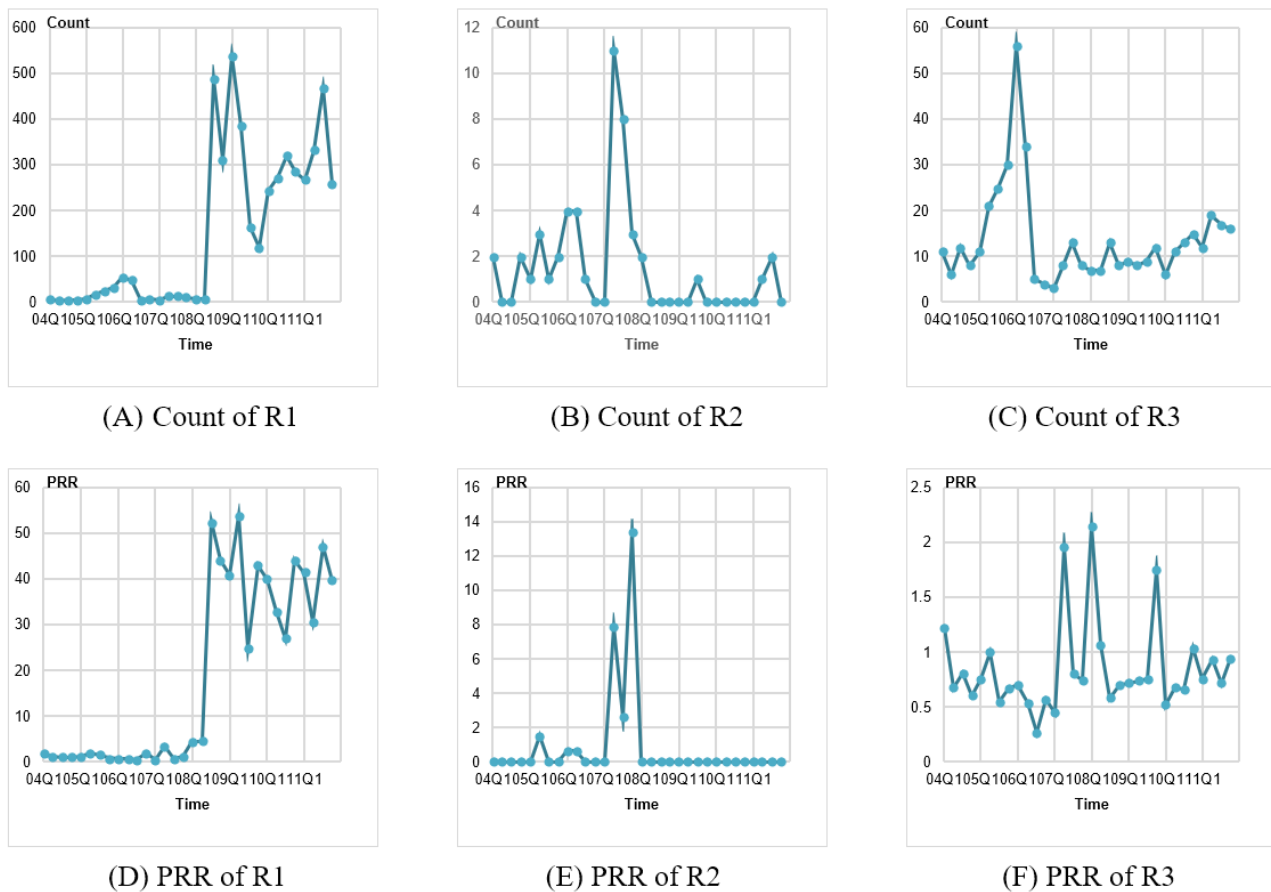 Count
600
500
400
300
200
100
0
04Q105Q106Q107Q108Q109Q110Q111Q1
Time
(A) Count of R1
Count
12
10
8
6
4
2
0
04Q105Q106Q107Q108Q109Q110Q111Q1
Time
(B) Count of R2
Count
60
50
40
30
20
10
0
04Q105Q106Q107Q108Q109Q110Q111Q1
Time
(C) Count of R3
PRR
60
50
40
30
20
10
0
04Q105Q106Q107Q108Q109Q110Q111Q1
Time
(D) PRR of R1
PRR
16
14
12
10
8
6
4
2
0
04Q105Q106Q107Q108Q109Q110Q111Q1
Time
(E) PRR of R2
PRR
2.5
2
1.5
1
0.5
0
04Q105Q106Q107Q108Q109Q110Q111Q1
Time
(F) PRR of R3